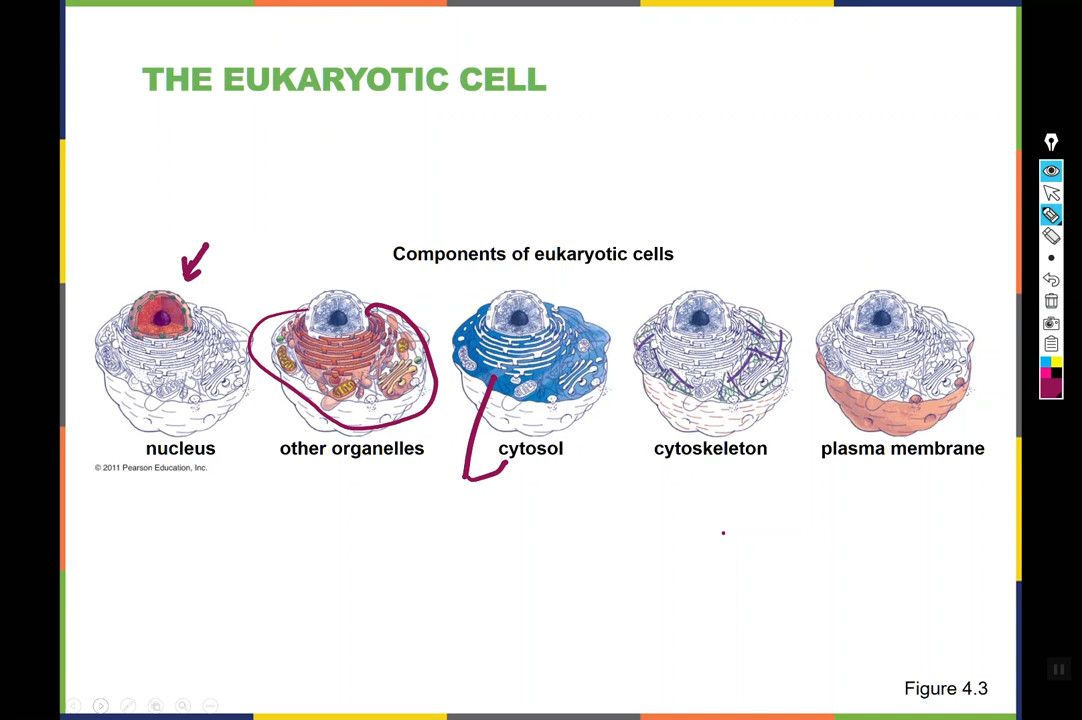 THE EUKARYOTIC CELL
Components of eukaryotic cells
nucleus other organelles cytosol cytoskeleton plasma membrane
© 2011 Pearson Education, Inc.
Figure 4.3